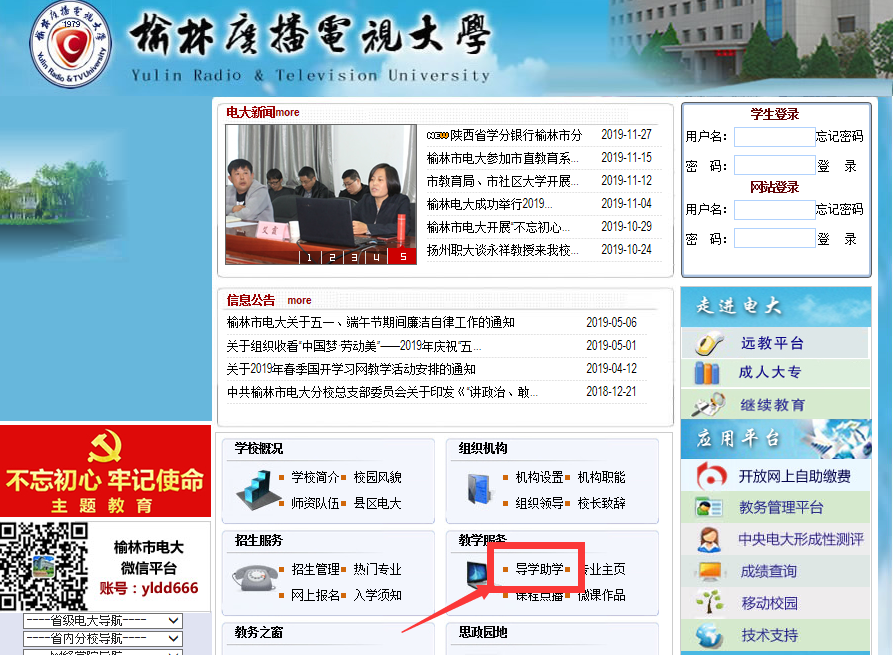 榆林廣播電視大學
Yulin Radio & Television University
榆林广播电视大学
1979
Yulin Radio &TVUniversity
电大新闻more
NEW陕西省学分银行榆林市分 2019-11-27
榆林市电大参加市直教育系... 2019-11-15
市教育局、市社区大学开展... 2019-11-12
榆林电大成功举行2019... 2019-11-04
榆林市电大开展“不忘初心... 2019-10-29
扬州职大谈永祥教授来我校... 2019-10-24
1 2 3 4 5
学生登录
用户名： 忘记密码
密 码： 登 录
网站登录
用户名： 忘记密码
密 码： 登 录
信息公告 more
榆林市电大关于五一、端午节期间廉洁自律工作的通知 2019-05-06
关于组织收看“中国梦·劳动美”——2019年庆祝“五... 2019-05-01
关于2019年春季国开学习网教学活动安排的通知 2019-04-12
中共榆林市电大分校总支部委员会关于印发《“讲政治、敢... 2018-12-21
走进电大
远教平台
成人大专
继续教育
应用平台
开放网上自助缴费
教务管理平台
中央电大形成性测评
成绩查询
移动校园
技术支持
不忘初心 牢记使命
主题教育
榆林市电大
微信平台
账号：yldd666
----省级电大导航----
----省内分校导航----
学校概况
学校简介 校园风貌
师资队伍 县区电大
组织机构
机构设置 机构职能
组织领导 校长致辞
招生服务
招生管理 热门专业
网上报名 入学须知
教学服务
导学助学 专业主页
课程点播 微课作品
教务之窗
思政园地